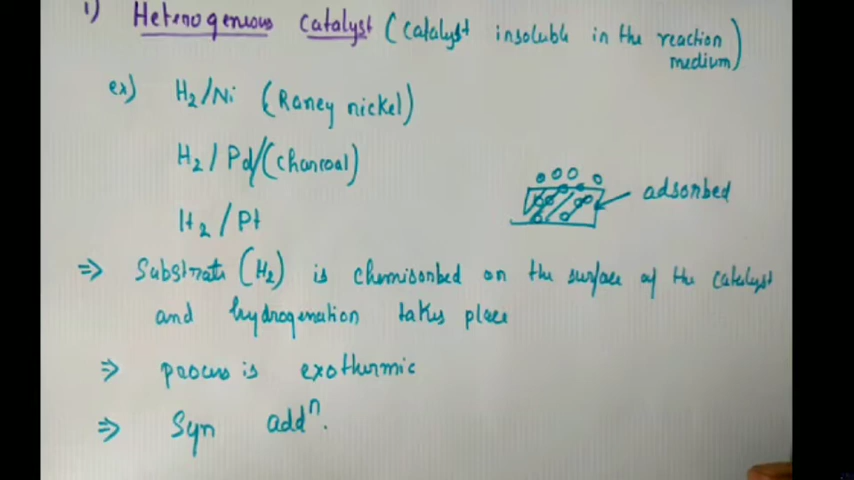 1) Heterogeneous catalyst (catalyst insoluble in the reaction
medium)
ex) H2/Ni (Raney nickel)
H2/Pd/(charcoal)
adsorbed
H2/Pt
⇒ Substrate (H2) is chemisorbed on the surface of the catalyst
and hydrogenation takes place
⇒ process is exothermic
⇒ Syn addn.